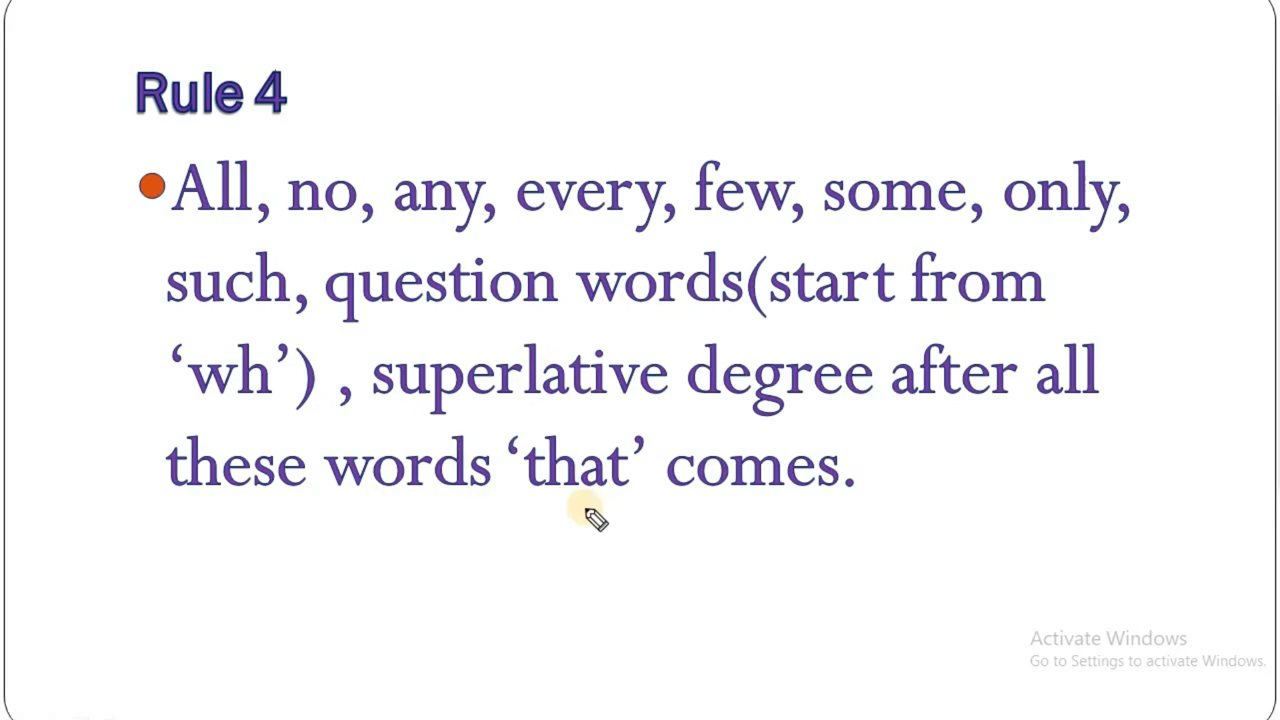 Rule 4
All, no, any, every, few, some, only,
such, question words(start from
‘wh’) , superlative degree after all
these words ‘that’ comes.
Activate Windows
Go to Settings to activate Windows.